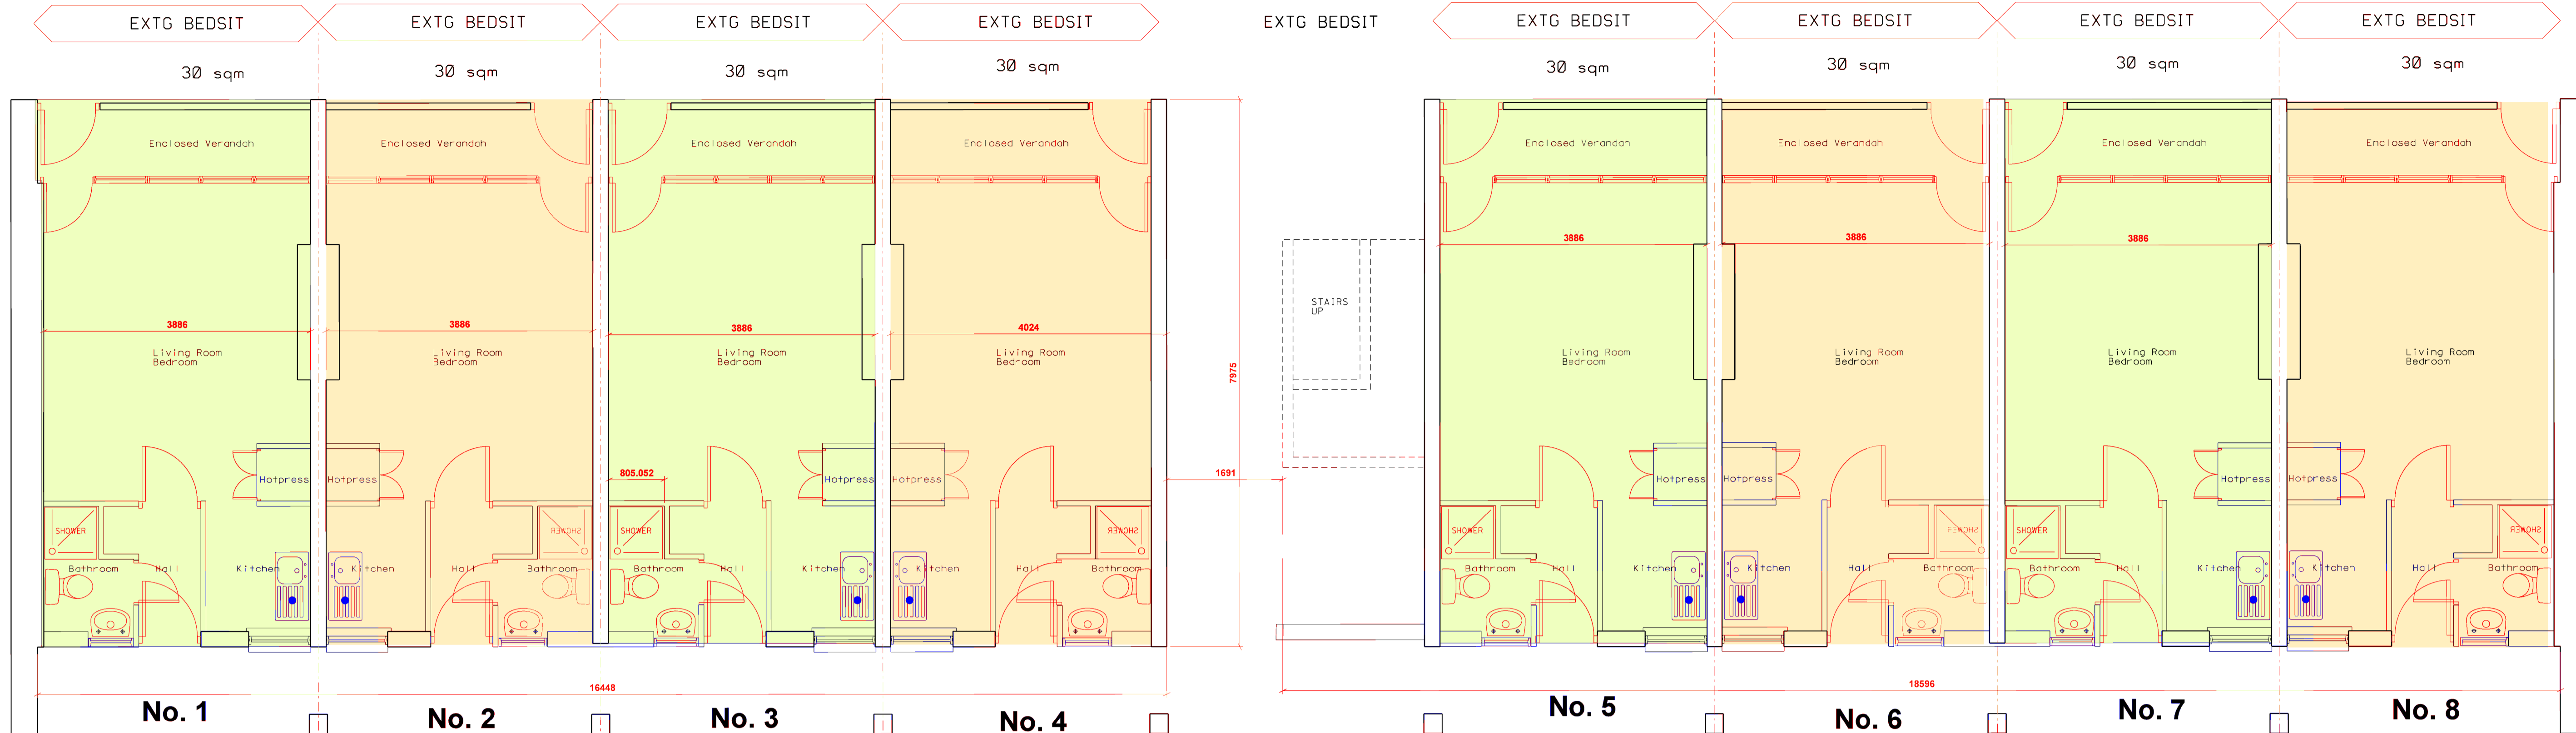 EXTG BEDSIT EXTG BEDSIT EXTG BEDSIT EXTG BEDSIT EXTG BEDSIT EXTG BEDSIT EXTG BEDSIT EXTG BEDSIT EXTG BEDSIT
30 sqm 30 sqm 30 sqm 30 sqm 30 sqm 30 sqm 30 sqm 30 sqm
Enclosed Verandah Enclosed Verandah Enclosed Verandah Enclosed Verandah Enclosed Verandah Enclosed Verandah Enclosed Verandah Enclosed Verandah
3886 3886 3886
STAIRS
UP
3886 3886 3886 4024
Living Room Living Room Living Room Living Room Living Room Living Room Living Room Living Room
Bedroom Bedroom Bedroom Bedroom Bedroom Bedroom Bedroom Bedroom
7975
805.052 1691
Hotpress Hotpress Hotpress Hotpress Hotpress Hotpress Hotpress Hotpress
SHOWER SHOWER SHOWER SHOWER SHOWER SHOWER SHOWER SHOWER
Bathroom Hall Kitchen Kitchen Hall Bathroom Bathroom Hall Kitchen Kitchen Hall Bathroom Bathroom Hall Kitchen Kitchen Hall Bathroom Bathroom Hall Kitchen Kitchen Hall Bathroom
16448 18596
No. 1 No. 2 No. 3 No. 4 No. 5 No. 6 No. 7 No. 8